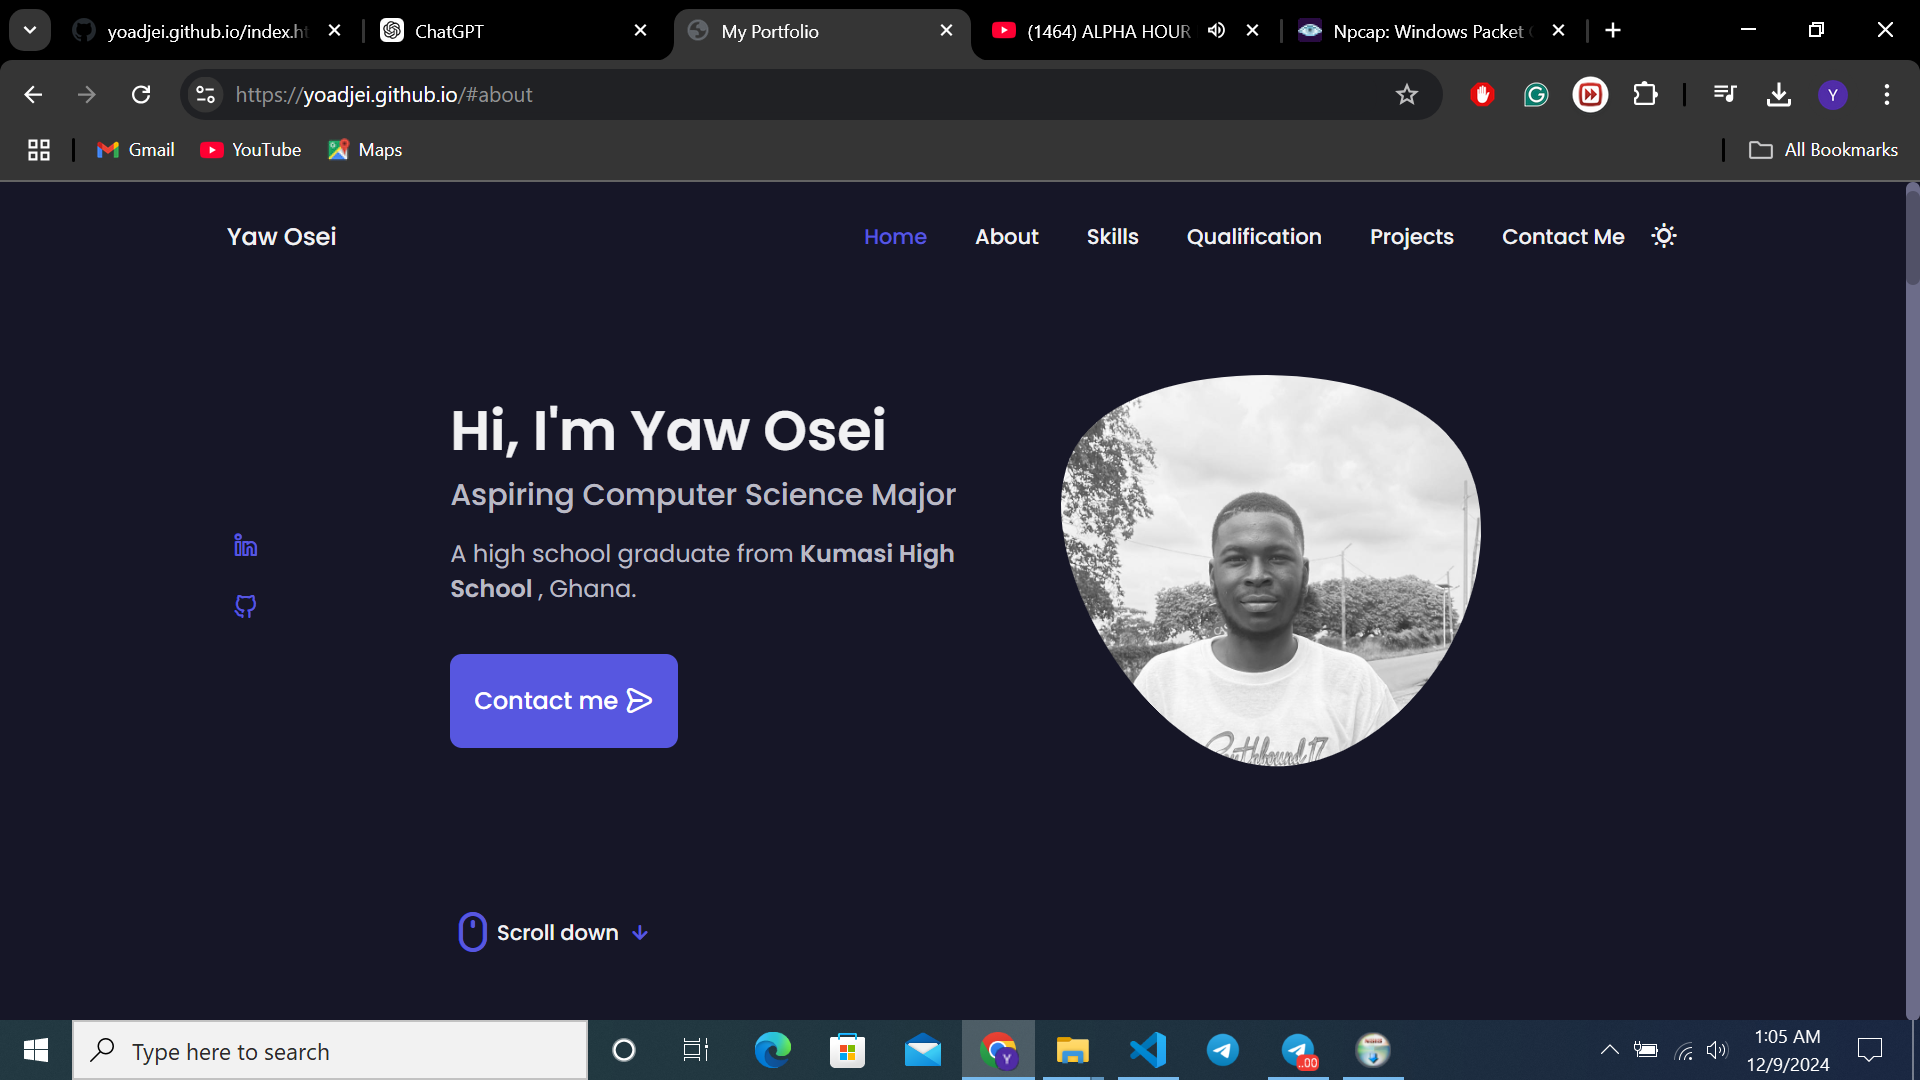 yoadjei.github.io/index.ht
ChatGPT
My Portfolio
(1464) ALPHA HOUR
Npcap: Windows Packet
https://yoadjei.github.io/#about
Y
Gmail
YouTube
Maps
All Bookmarks
Yaw Osei
Home
About
Skills
Qualification
Projects
Contact Me
Hi, I'm Yaw Osei
Aspiring Computer Science Major
A high school graduate from Kumasi High
School , Ghana.
Contact me
Scroll down
Type here to search
Y
..00
1:05 AM
12/9/2024